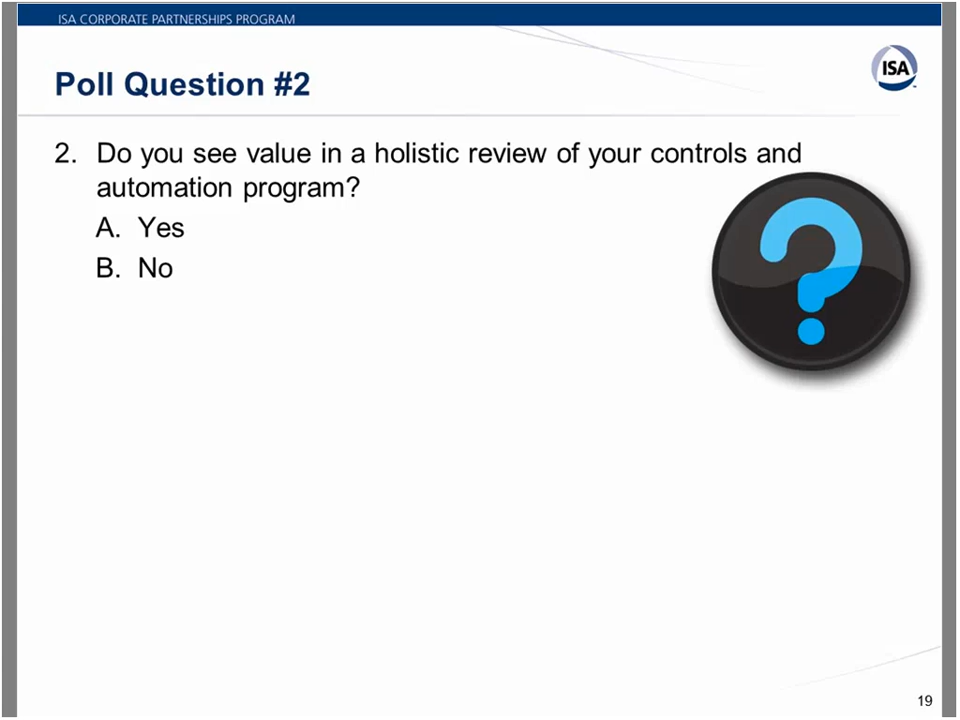 ISA CORPORATE PARTNERSHIPS PROGRAM
Poll Question #2
ISA
2. Do you see value in a holistic review of your controls and
automation program?
A. Yes
B. No
19